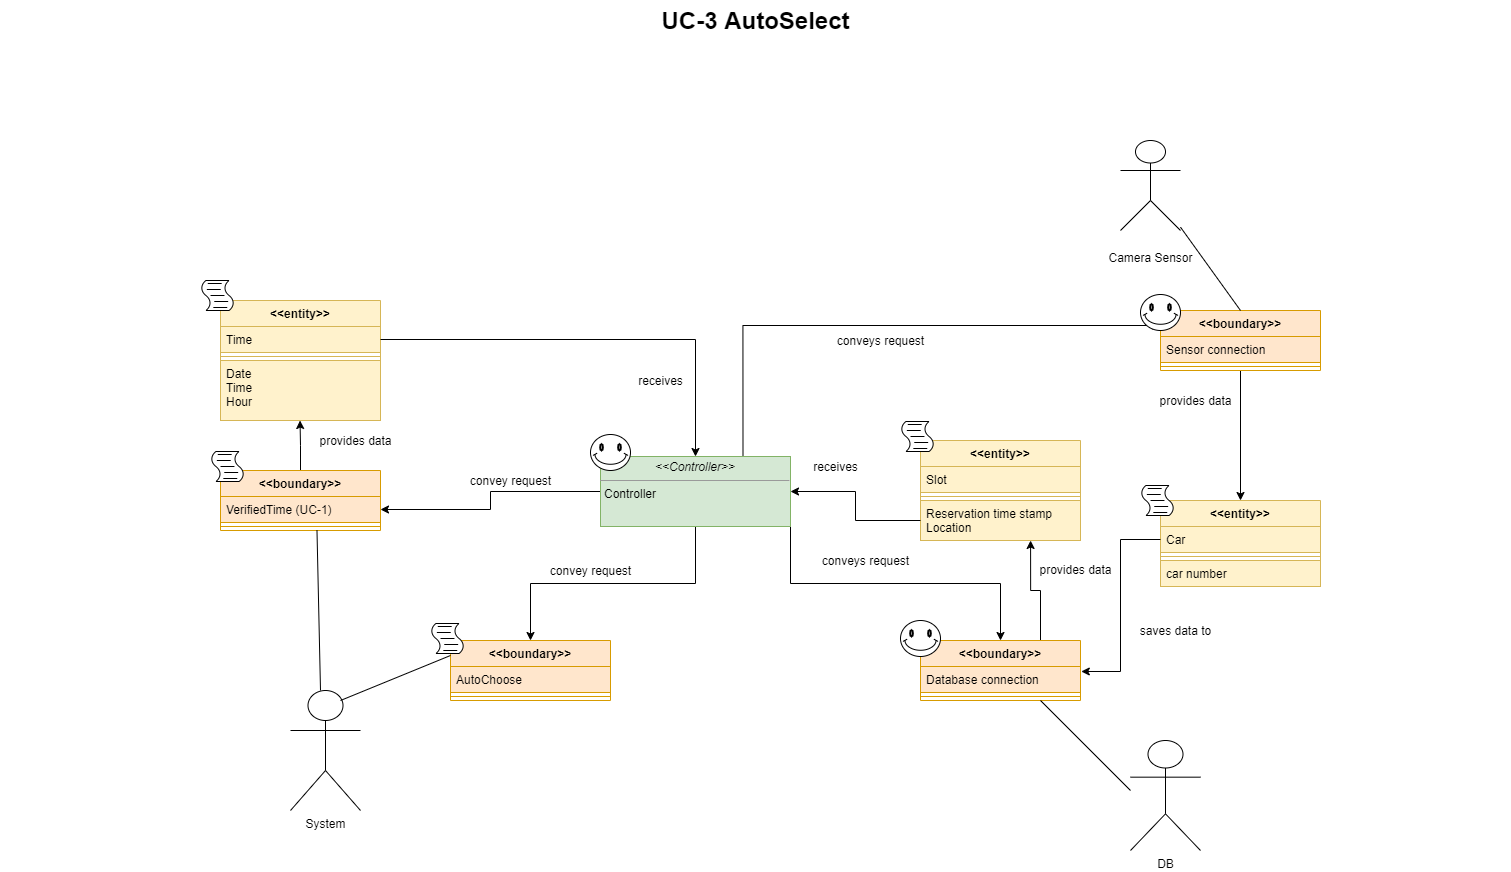 UC-3 AutoSelect
Camera Sensor
<<entity>>
Time
Date
Time
Hour
<<boundary>>
Sensor connection
conveys request
receives
provides data
provides data
<<boundary>>
VerifiedTime (UC-1)
convey request
<<Controller>>
Controller
receives
<<entity>>
Slot
Reservation time stamp
Location
<<entity>>
Car
car number
convey request
conveys request
provides data
saves data to
<<boundary>>
AutoChoose
<<boundary>>
Database connection
System
DB